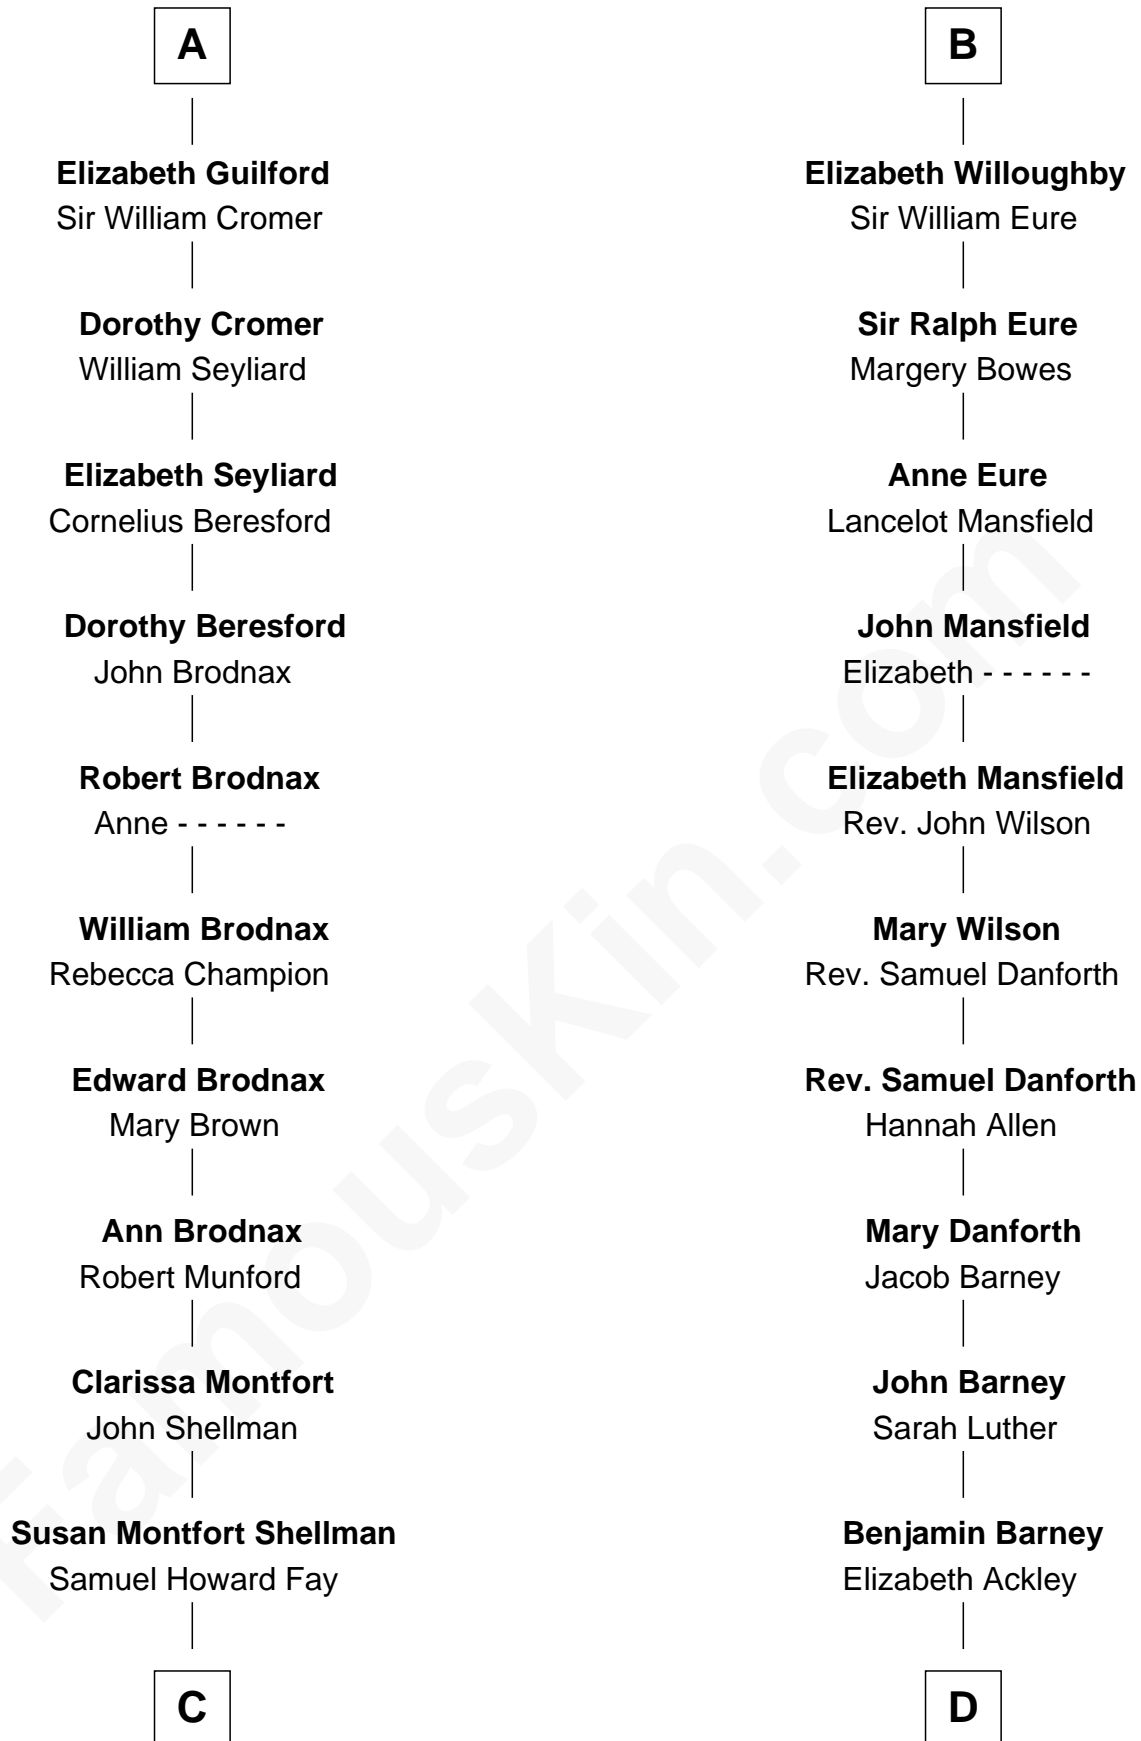 A
Elizabeth Guilford
Sir William Cromer
Dorothy Cromer
William Seyliard
Elizabeth Seyliard
Cornelius Beresford
Dorothy Beresford
John Brodnax
Robert Brodnax
Anne - - - - - -
William Brodnax
Rebecca Champion
Edward Brodnax
Mary Brown
Ann Brodnax
Robert Munford
Clarissa Montfort
John Shellman
Susan Montfort Shellman
Samuel Howard Fay
C
B
Elizabeth Willoughby
Sir William Eure
Sir Ralph Eure
Margery Bowes
Anne Eure
Lancelot Mansfield
John Mansfield
Elizabeth - - - - - -
Elizabeth Mansfield
Rev. John Wilson
Mary Wilson
Rev. Samuel Danforth
Rev. Samuel Danforth
Hannah Allen
Mary Danforth
Jacob Barney
John Barney
Sarah Luther
Benjamin Barney
Elizabeth Ackley
D
FamousKin.com